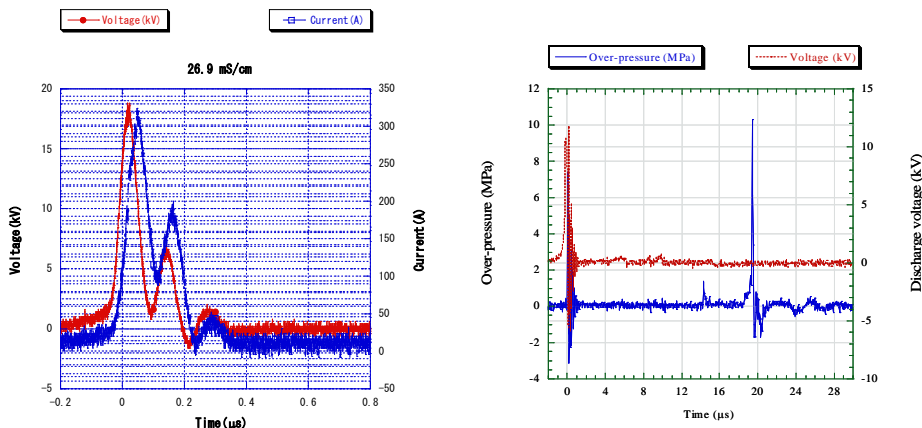 Voltage(kV)
Current(A)
26.9 mS/cm
20
15
10
5
0
-5
Voltage(kV)
350
300
250
200
150
100
50
0
-50
Current(A)
-0.2 0 0.2 0.4 0.6 0.8
Time(μs)
Over-pressure (MPa)
Voltage (kV)
12
10
8
6
4
2
0
-2
-4
Over-pressure (MPa)
15
10
5
0
-5
-10
Discharge voltage (kV)
0 4 8 12 16 20 24 28
Time (μs)